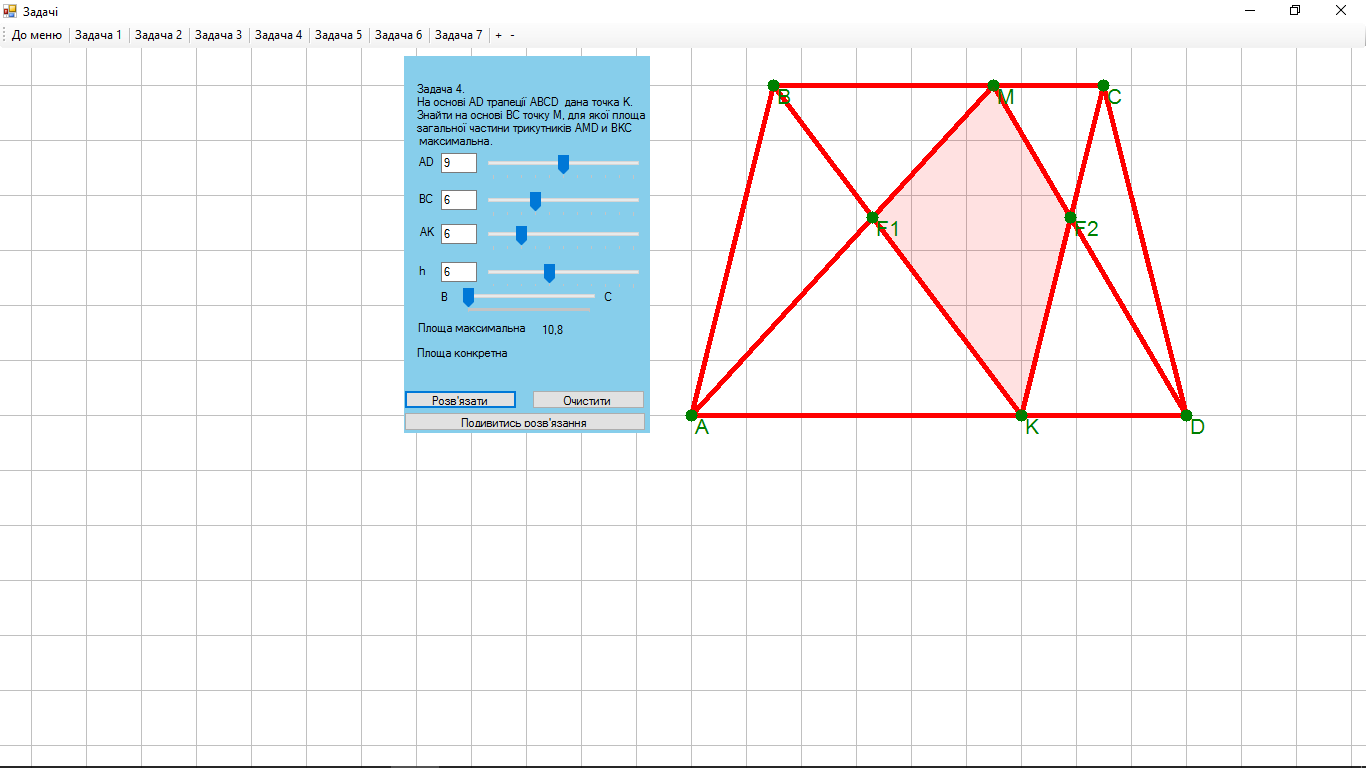 Задачі
До меню Задача 1 Задача 2 Задача 3 Задача 4 Задача 5 Задача 6 Задача 7 + -
Задача 4.
На основі AD трапеції ABCD дана точка K.
Знайти на основі BC точку M, для якої площа
загальної частини трикутників AMD и BKC
максимальна.
AD 9
BC 6
AK 6
h 6
B C
Площа максимальна 10,8
Площа конкретна
Розв'язати Очистити
Подивитись розв'язання
B M C
F1 F2
A K D